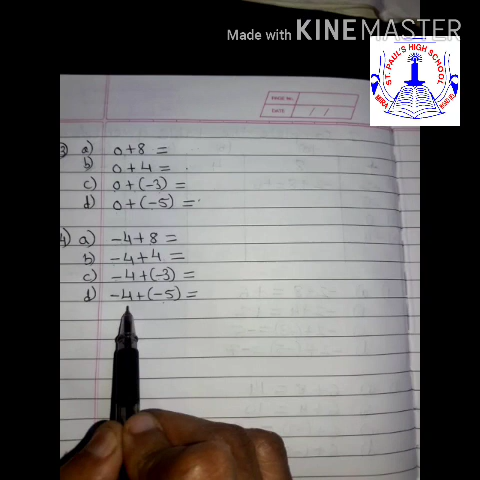 Made with KINEMASTER
ST. PAUL'S HIGH SCHOOL
PAGE No.
DATE: / /
3) a) 0+8 =
b) 0+4 =
c) 0+(-3) =
d) 0+(-5) =
4) a) -4+8 =
b) -4+4 =
c) -4+(-3) =
d) -4+(-5) =